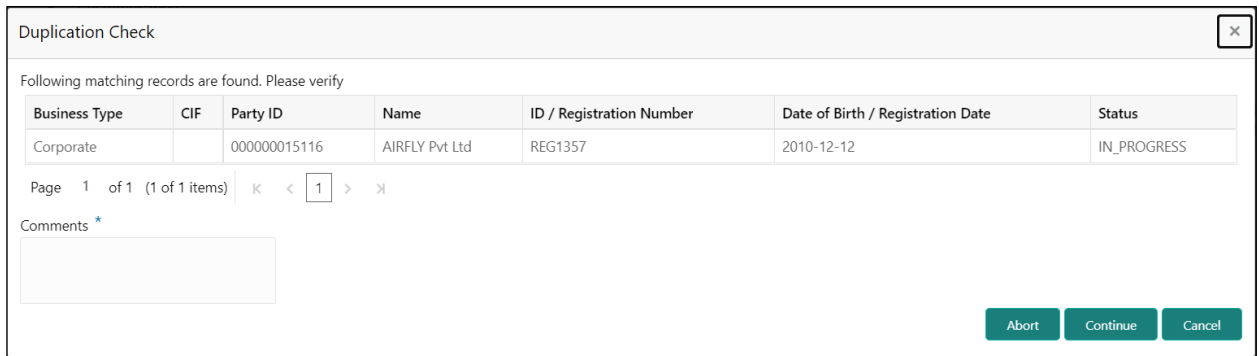 Duplication Check ×
Following matching records are found. Please verify
Business Type CIF Party ID Name ID / Registration Number Date of Birth / Registration Date Status
Corporate 000000015116 AIRFLY Pvt Ltd REG1357 2010-12-12 IN_PROGRESS
Page 1 of 1 (1 of 1 items) 1
Comments *
Abort Continue Cancel